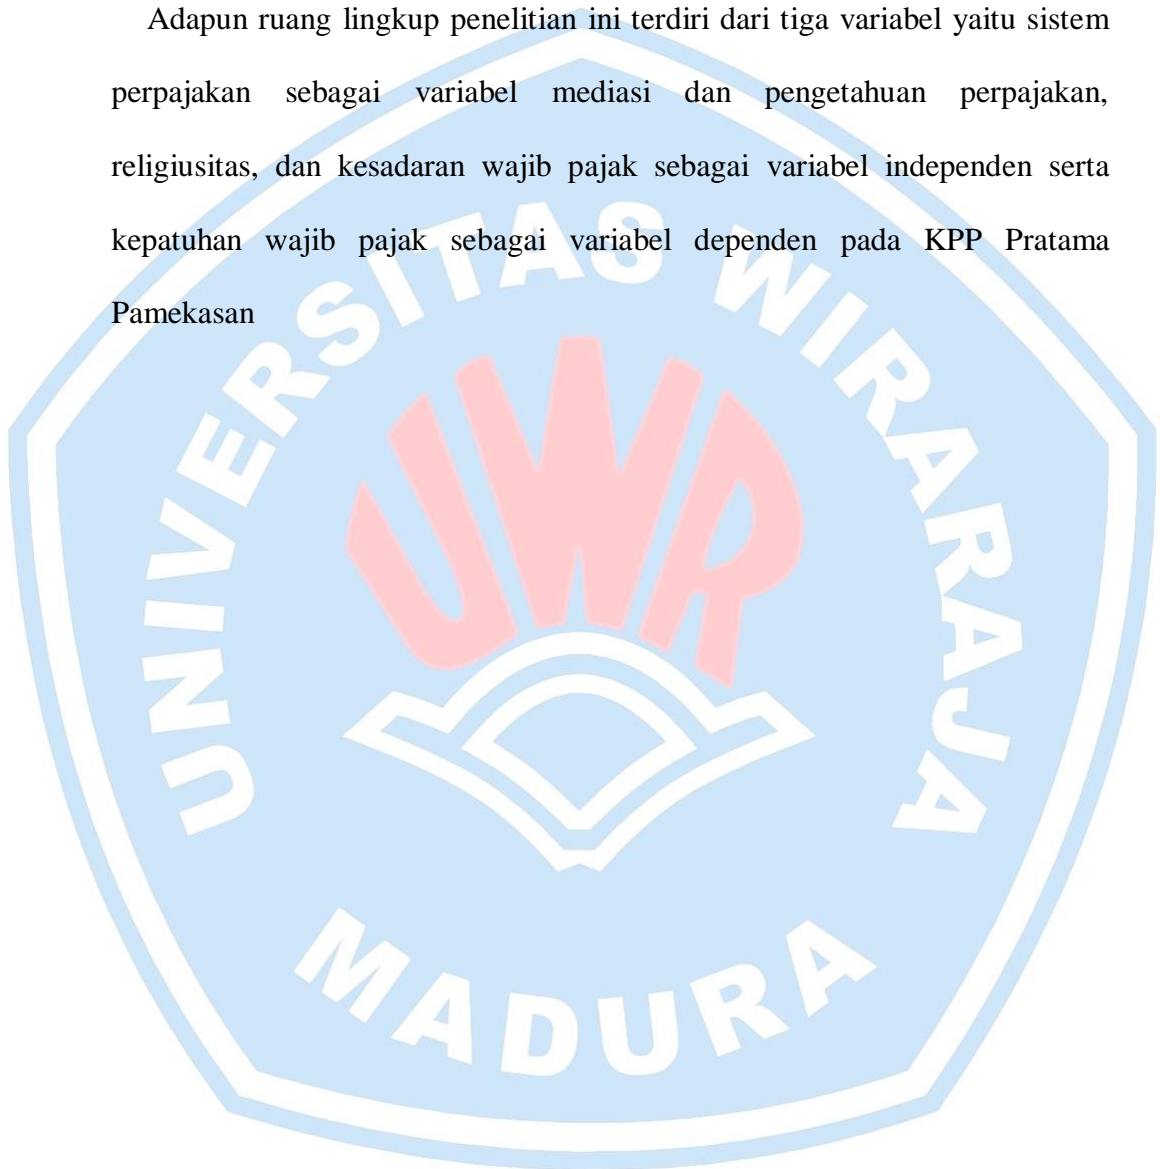 Adapun ruang lingkup penelitian ini terdiri dari tiga variabel yaitu sistem
perpajakan sebagai variabel mediasi dan pengetahuan perpajakan,
religiusitas, dan kesadaran wajib pajak sebagai variabel independen serta
kepatuhan wajib pajak sebagai variabel dependen pada KPP Pratama
Pamekasan
UNIVERSITAS WIRARAJA
UWR
MADURA